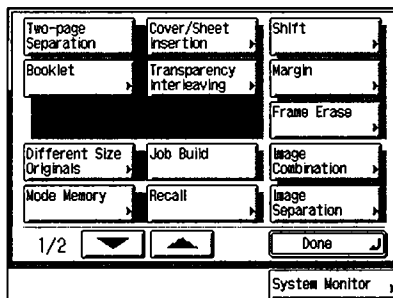 Two-page
Separation
Cover/Sheet
Insertion
Shift
Booklet
Transparency
Interleaving
Margin
Frame Erase
Different Size
Originals
Job Build
Image
Combination
Mode Memory
Recall
Image
Separation
1/2
Done
System Monitor